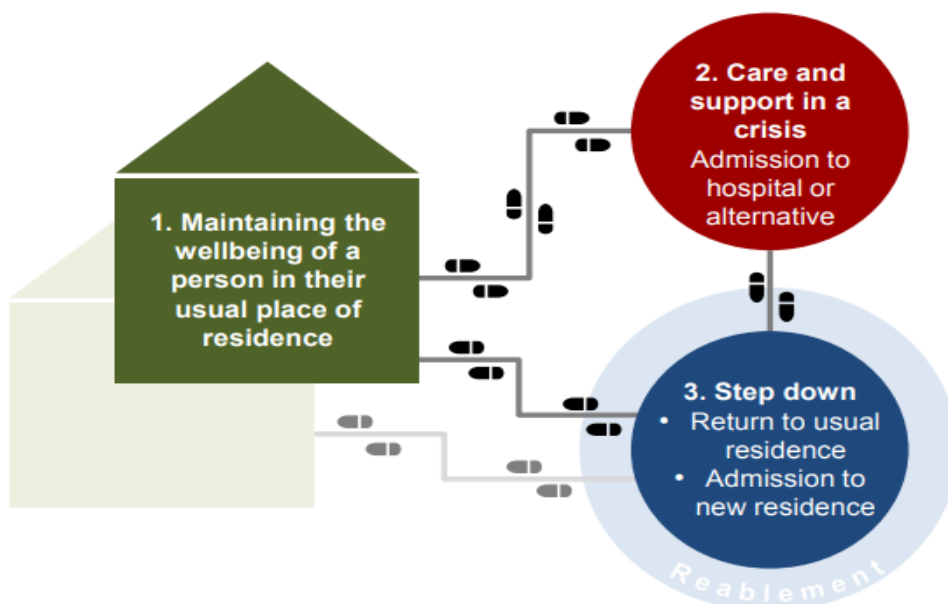 1. Maintaining the
wellbeing of a
person in their
usual place of
residence
2. Care and
support in a
crisis
Admission to
hospital or
alternative
3. Step down
• Return to usual
residence
• Admission to
new residence
Reablement